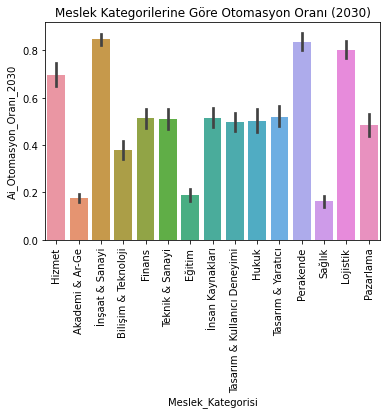 Meslek Kategorilerine Göre Otomasyon Oranı (2030)
Ai_Otomasyon_Oranı_2030
0.8
0.6
0.4
0.2
0.0
Hizmet
Akademi & Ar-Ge
İnşaat & Sanayi
Bilişim & Teknoloji
Finans
Teknik & Sanayi
Eğitim
İnsan Kaynakları
Tasarım & Kullanıcı Deneyimi
Hukuk
Tasarım & Yaratıcı
Perakende
Sağlık
Lojistik
Pazarlama
Meslek_Kategorisi